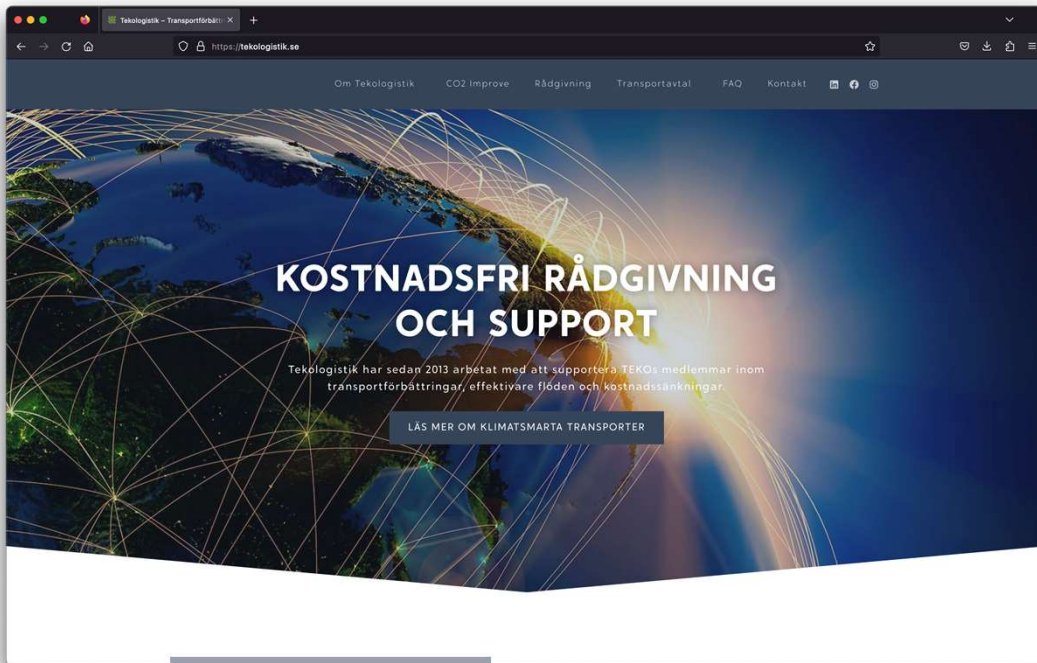 Tekologistik – Transportförbättr
https://tekologistik.se
Om Tekologistik CO2 Improve Rådgivning Transportavtal FAQ Kontakt
KOSTNADSFRI RÅDGIVNING
OCH SUPPORT
Tekologistik har sedan 2013 arbetat med att supportera TEKOs medlemmar inom
transportförbättringar, effektivare flöden och kostnadssänkningar.
LÄS MER OM KLIMATSMARTA TRANSPORTER